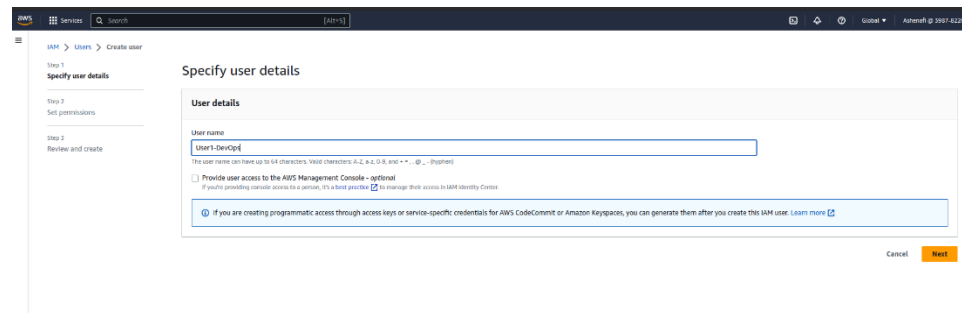 aws Services Search [Alt+S] Global Ashenafi @ 3987-822
IAM > Users > Create user
Step 1
Specify user details
Step 2
Set permissions
Step 3
Review and create
Specify user details
User details
User name
User1-DevOps
The user name can have up to 64 characters. Valid characters: A-Z, a-z, 0-9, and + = , . @ _ - (hyphen)
Provide user access to the AWS Management Console - optional
If you're providing console access to a person, it's a best practice to manage their access in IAM Identity Center.
If you are creating programmatic access through access keys or service-specific credentials for AWS CodeCommit or Amazon Keyspaces, you can generate them after you create this IAM user. Learn more
Cancel Next